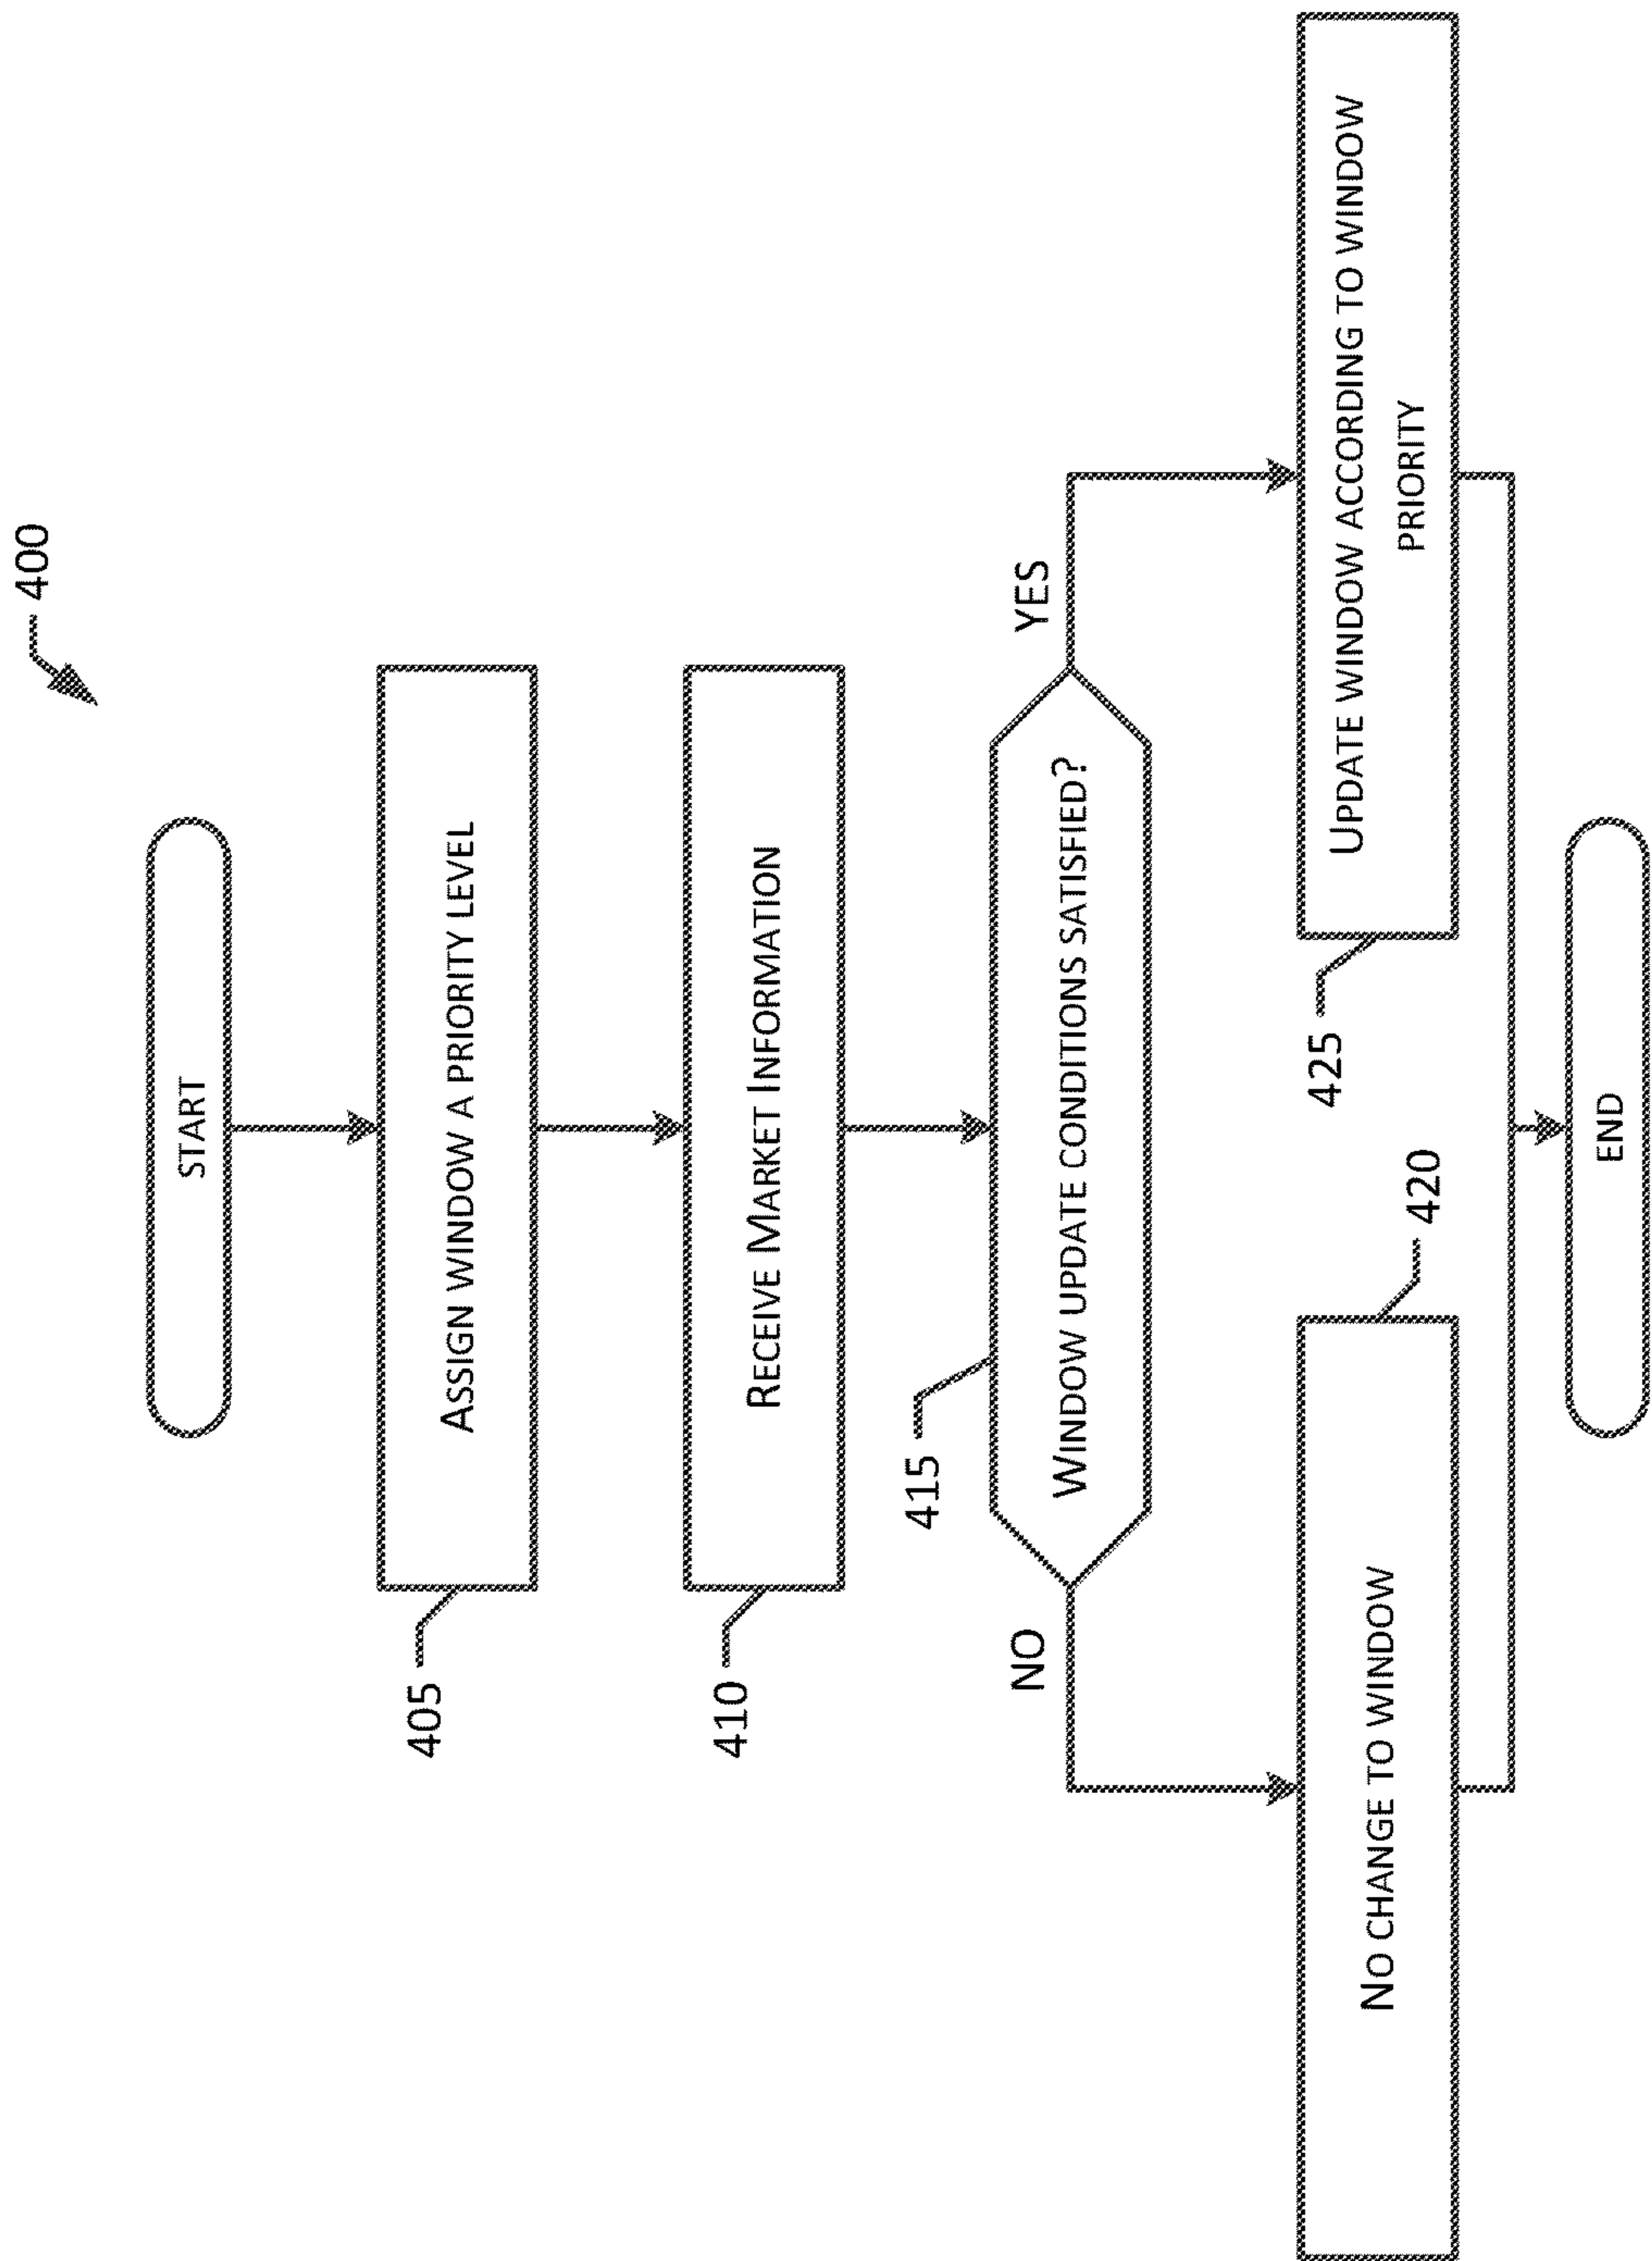 400
START
ASSIGN WINDOW A PRIORITY LEVEL
405
RECEIVE MARKET INFORMATION
410
415
WINDOW UPDATE CONDITIONS SATISFIED?
NO
YES
NO CHANGE TO WINDOW
420
425
UPDATE WINDOW ACCORDING TO WINDOW
PRIORITY
END